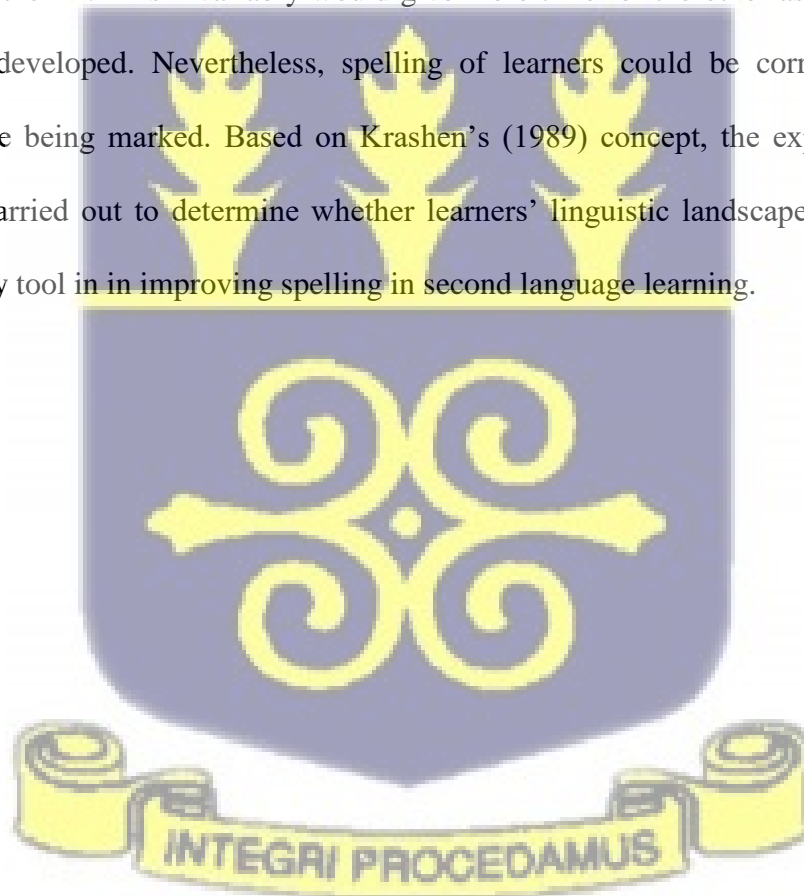 developed. Nevertheless, spelling of learners could be corr
e being marked. Based on Krashen’s (1989) concept, the ex
arried out to determine whether learners’ linguistic landscape
y tool in in improving spelling in second language learning.
INTEGRI PROCEDAMUS